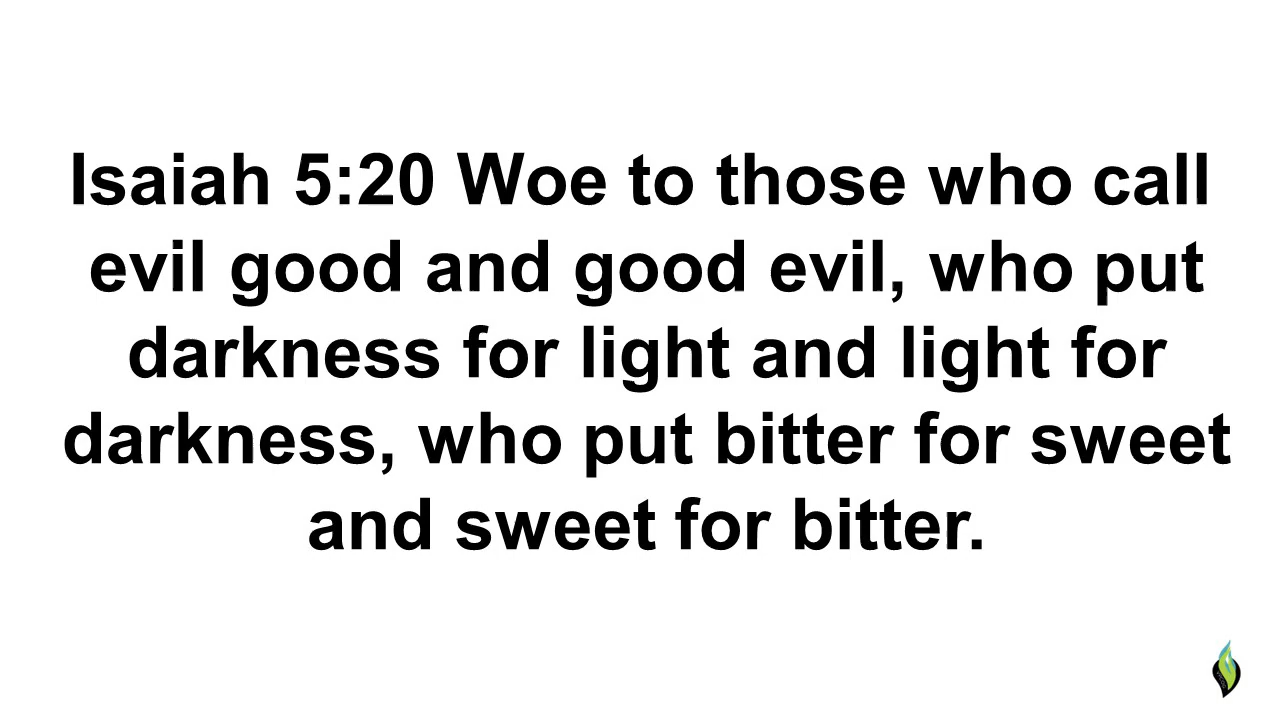 Isaiah 5:20 Woe to those who call
evil good and good evil, who put
darkness for light and light for
darkness, who put bitter for sweet
and sweet for bitter.